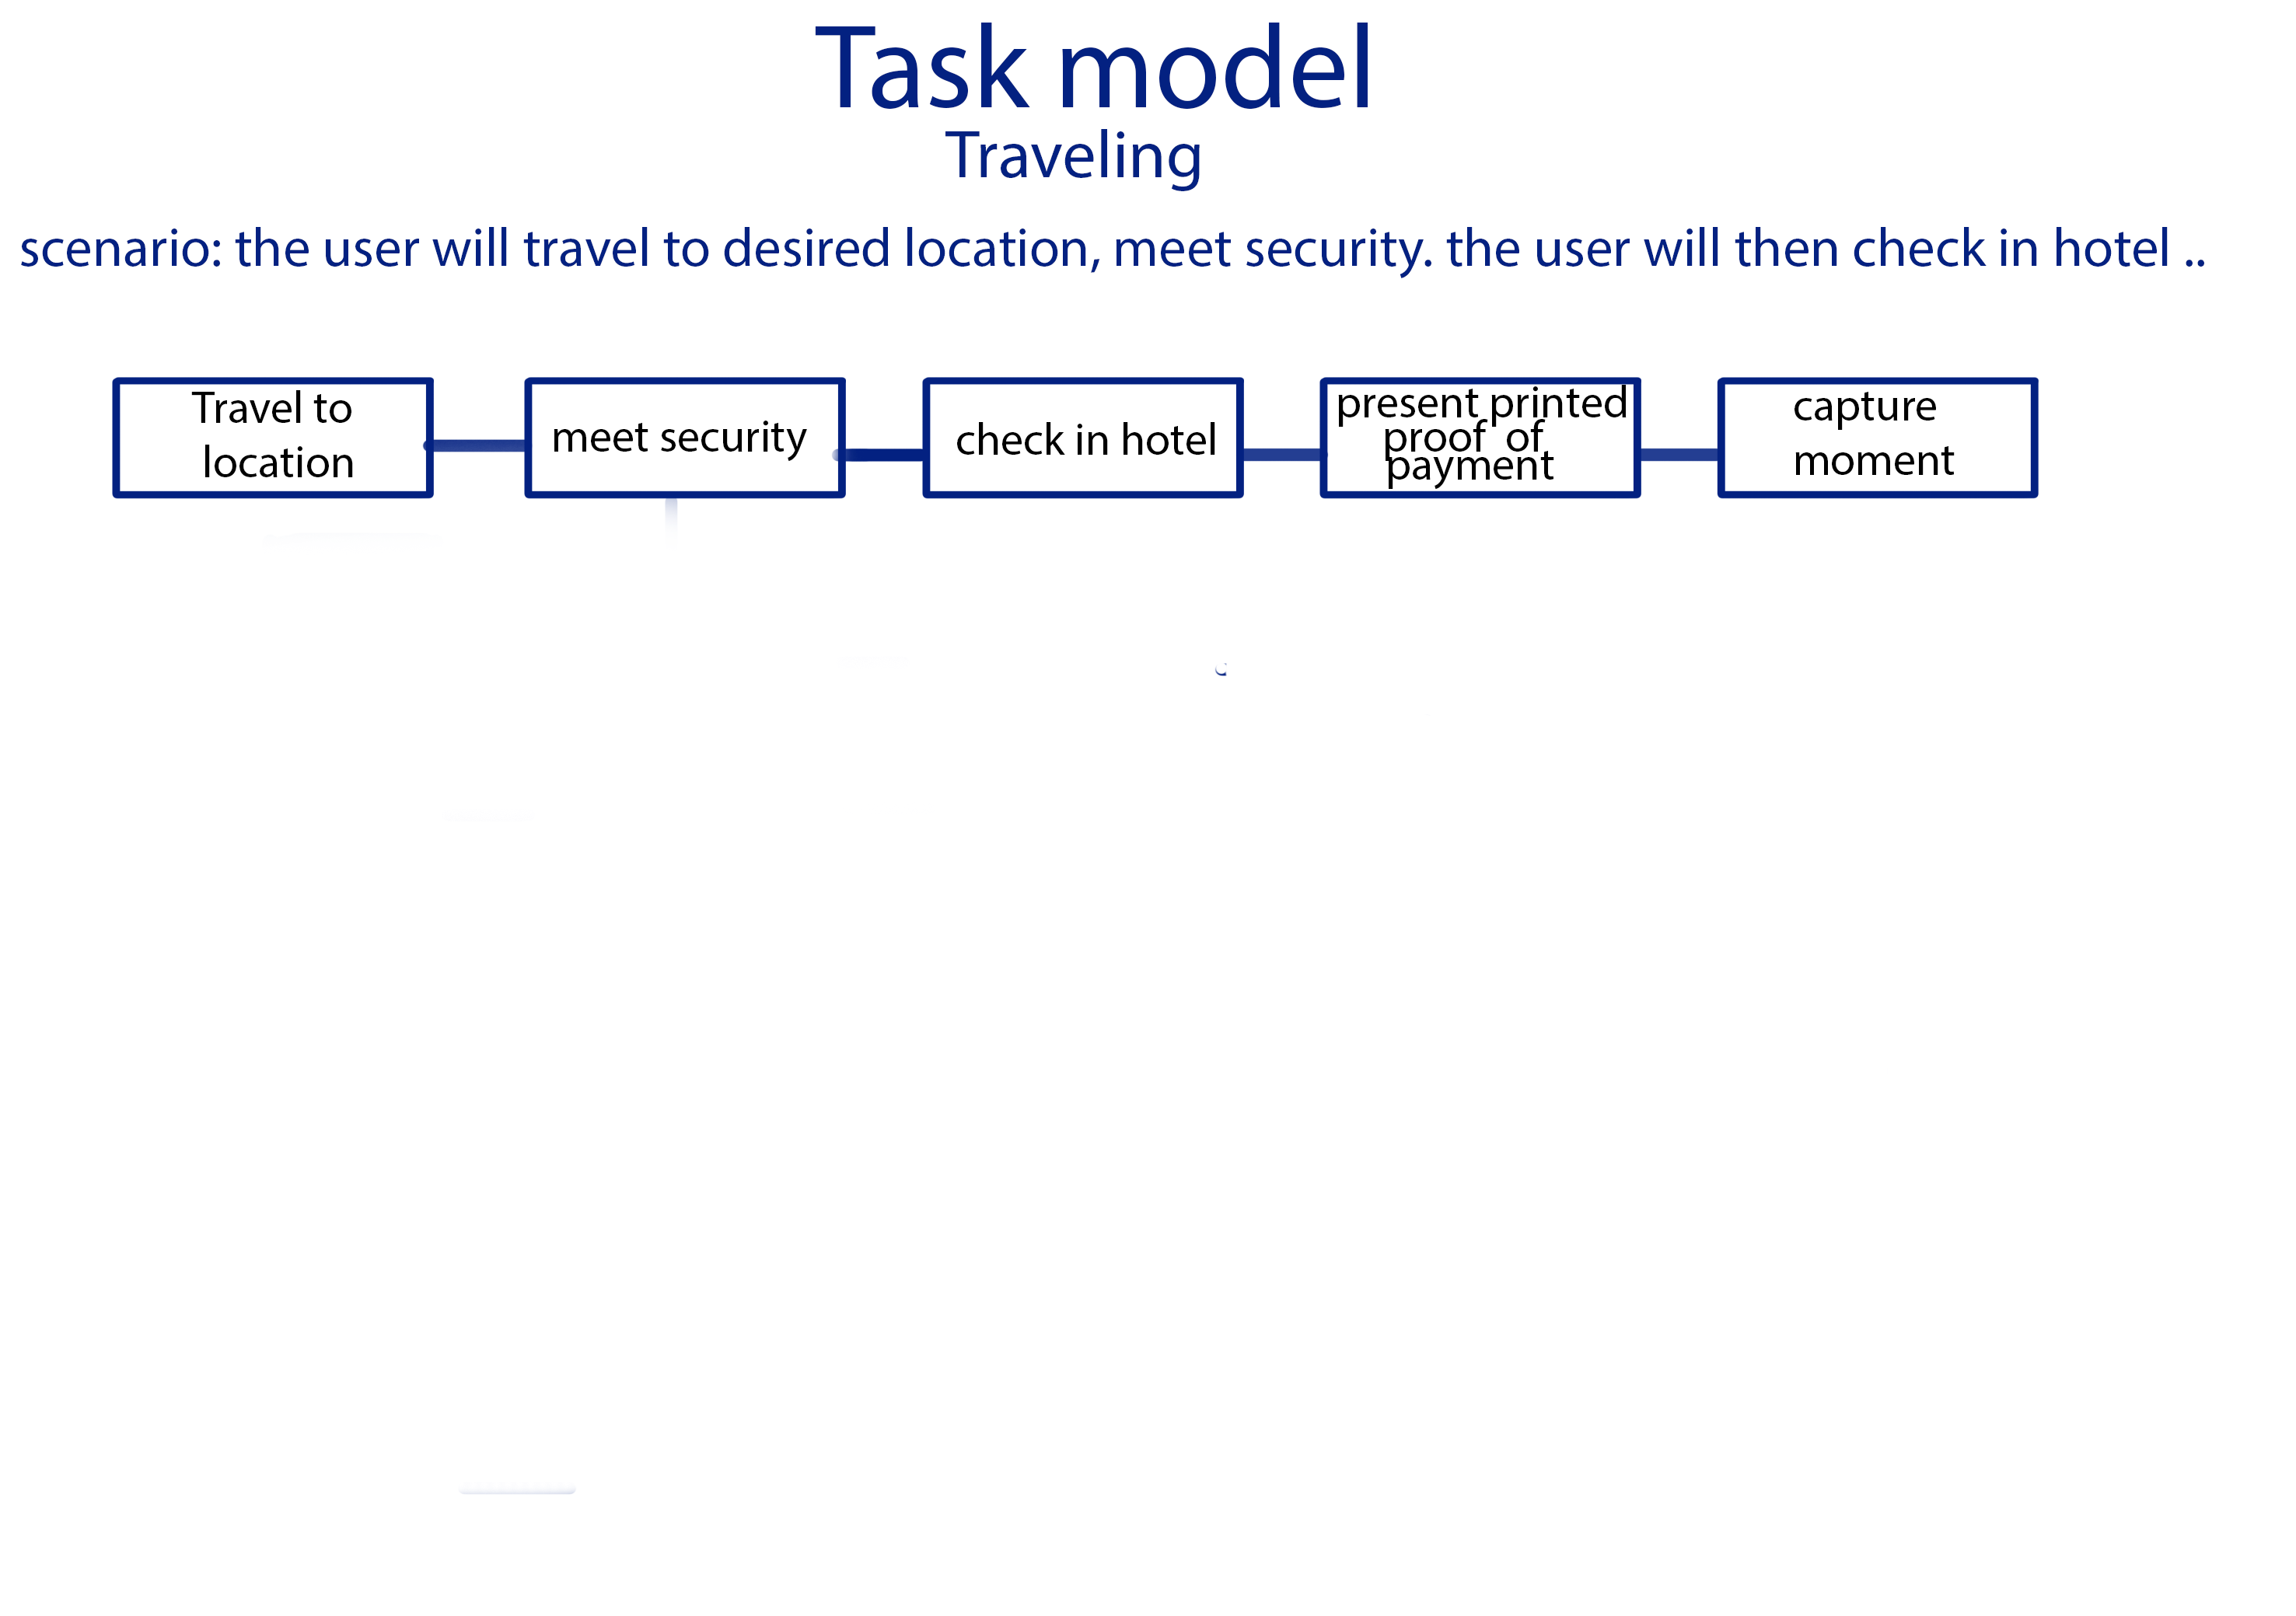 Task model
Traveling
scenario: the user will travel to desired location, meet security. the user will then check in hotel ..
Travel to
location
meet security
check in hotel
present printed
proof of
payment
capture
moment